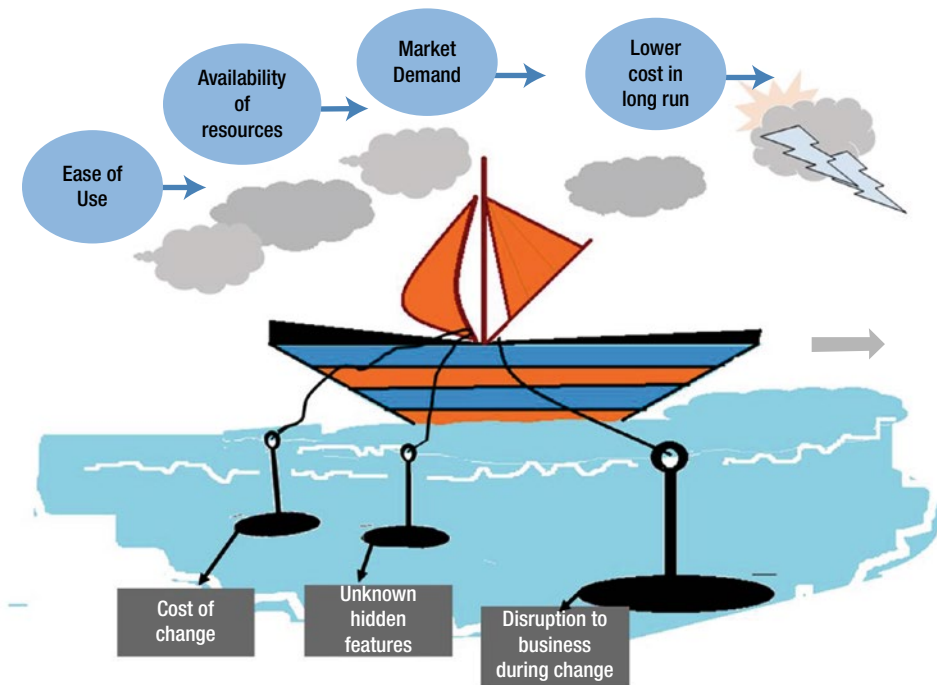 Ease of
Use
Availability
of
resources
Market
Demand
Lower
cost in
long run
Cost of
change
Unknown
hidden
features
Disruption to
business
during change